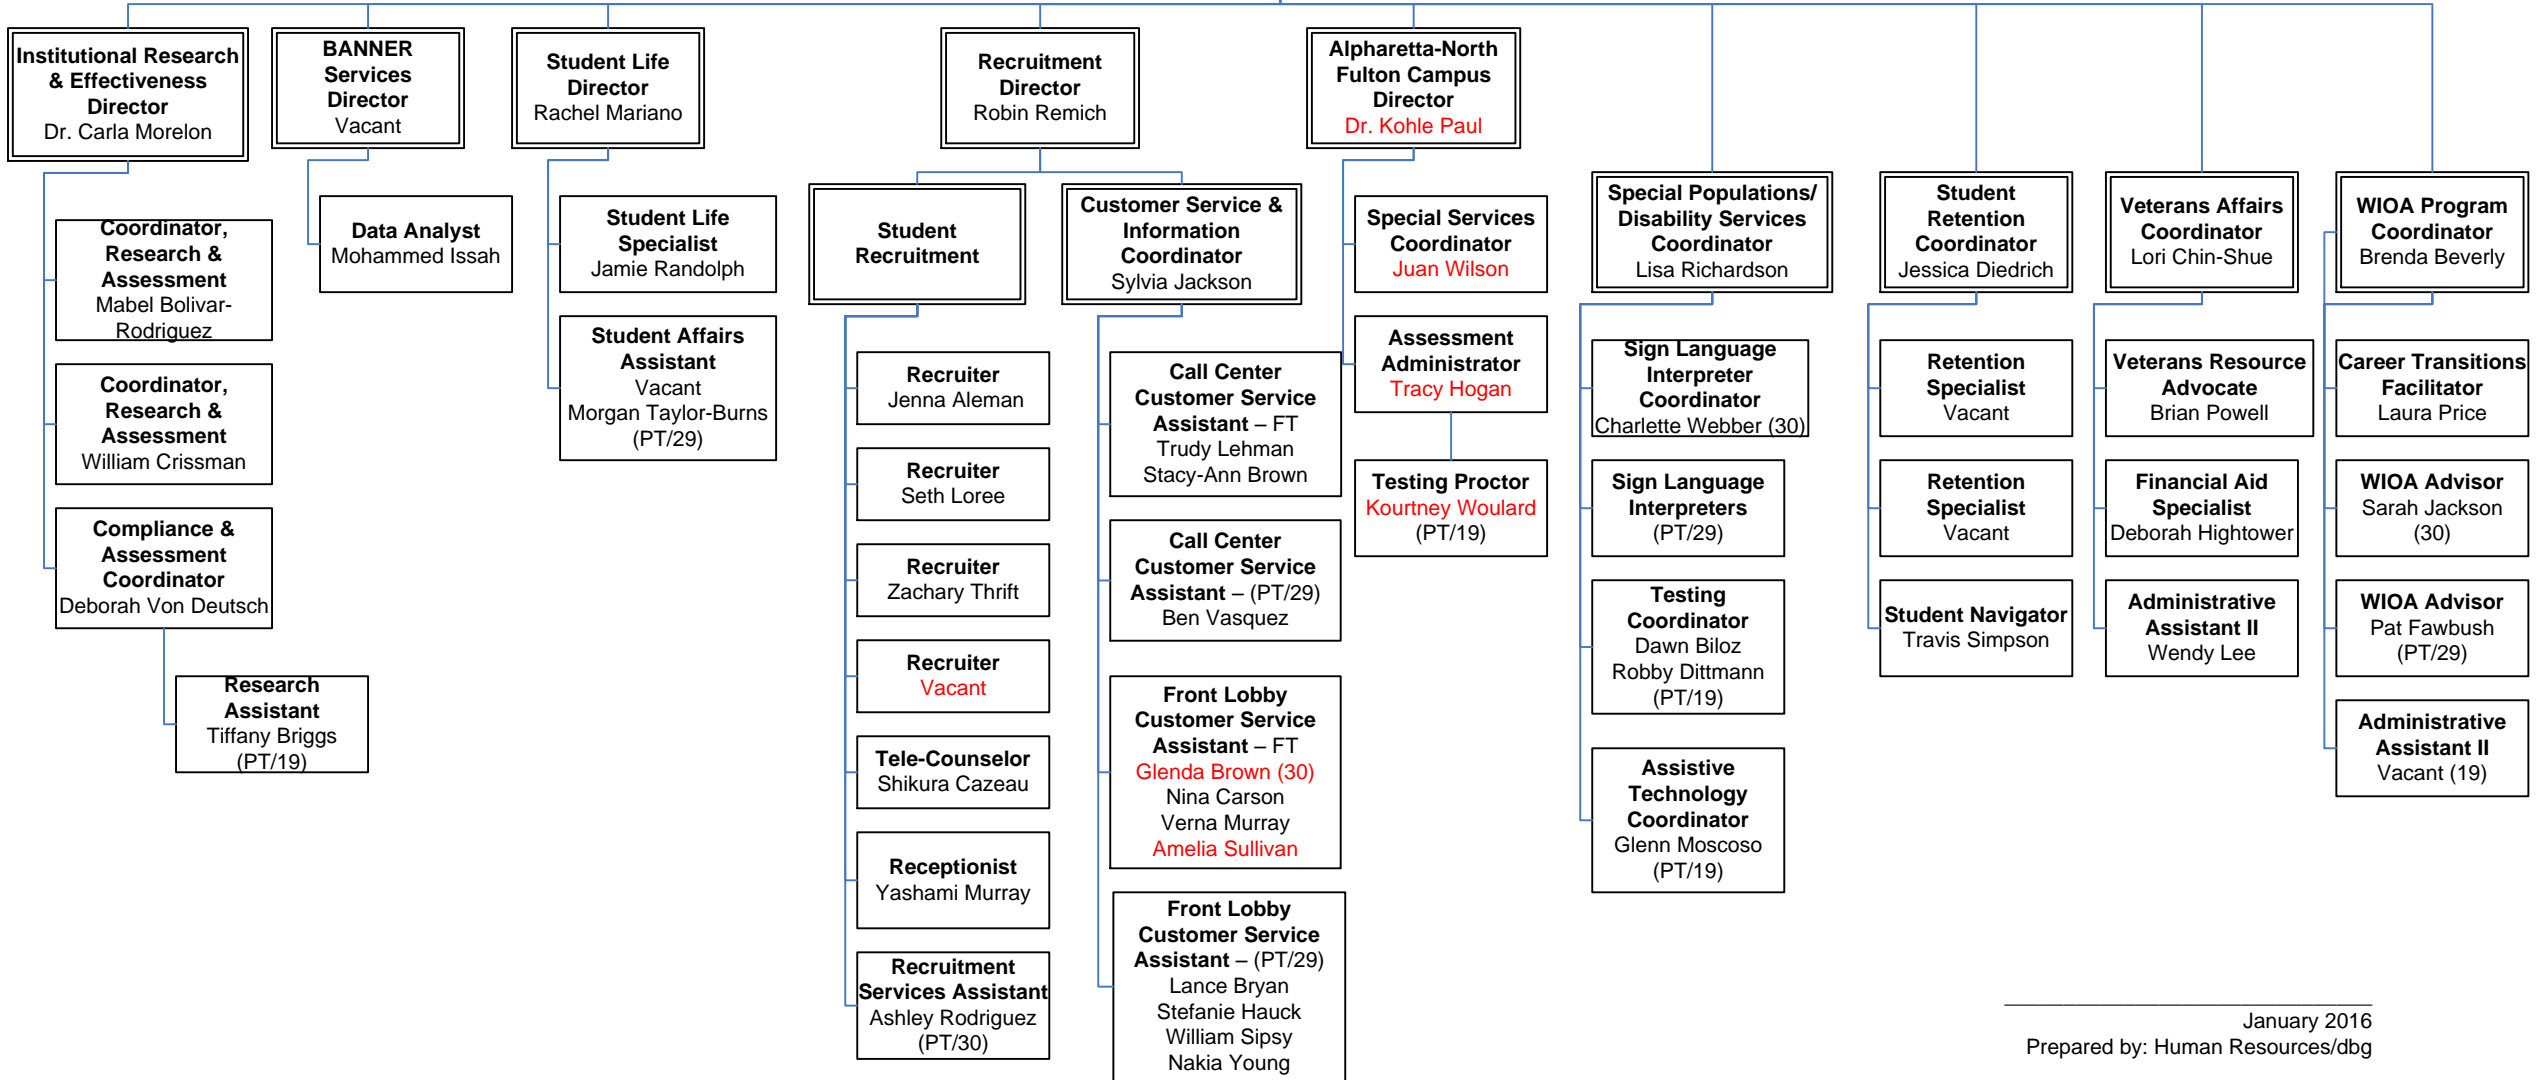 Institutional Research
& Effectiveness
Director
Dr. Carla Morelon
Coordinator,
Research &
Assessment
Mabel Bolivar-
Rodriguez
Coordinator,
Research &
Assessment
William Crissman
Compliance &
Assessment
Coordinator
Deborah Von Deutsch
Research
Assistant
Tiffany Briggs
(PT/19)
BANNER
Services
Director
Vacant
Data Analyst
Mohammed Issah
Student Life
Director
Rachel Mariano
Student Life
Specialist
Jamie Randolph
Student Affairs
Assistant
Vacant
Morgan Taylor-Burns
(PT/29)
Recruitment
Director
Robin Remich
Student
Recruitment
Recruiter
Jenna Aleman
Recruiter
Seth Loree
Recruiter
Zachary Thrift
Recruiter
Vacant
Tele-Counselor
Shikura Cazeau
Receptionist
Yashami Murray
Recruitment
Services Assistant
Ashley Rodriguez
(PT/30)
Customer Service &
Information
Coordinator
Sylvia Jackson
Call Center
Customer Service
Assistant – FT
Trudy Lehman
Stacy-Ann Brown
Call Center
Customer Service
Assistant – (PT/29)
Ben Vasquez
Front Lobby
Customer Service
Assistant – FT
Glenda Brown (30)
Nina Carson
Verna Murray
Amelia Sullivan
Front Lobby
Customer Service
Assistant – (PT/29)
Lance Bryan
Stefanie Hauck
William Sipsy
Nakia Young
Alpharetta-North
Fulton Campus
Director
Dr. Kohle Paul
Special Services
Coordinator
Juan Wilson
Assessment
Administrator
Tracy Hogan
Testing Proctor
Kourtney Woulard
(PT/19)
Special Populations/
Disability Services
Coordinator
Lisa Richardson
Sign Language
Interpreter
Coordinator
Charlette Webber (30)
Sign Language
Interpreters
(PT/29)
Testing
Coordinator
Dawn Biloz
Robby Dittmann
(PT/19)
Assistive
Technology
Coordinator
Glenn Moscoso
(PT/19)
Student
Retention
Coordinator
Jessica Diedrich
Retention
Specialist
Vacant
Retention
Specialist
Vacant
Student Navigator
Travis Simpson
Veterans Affairs
Coordinator
Lori Chin-Shue
Veterans Resource
Advocate
Brian Powell
Financial Aid
Specialist
Deborah Hightower
Administrative
Assistant II
Wendy Lee
WIOA Program
Coordinator
Brenda Beverly
Career Transitions
Facilitator
Laura Price
WIOA Advisor
Sarah Jackson
(30)
WIOA Advisor
Pat Fawbush
(PT/29)
Administrative
Assistant II
Vacant (19)
January 2016
Prepared by: Human Resources/dbg